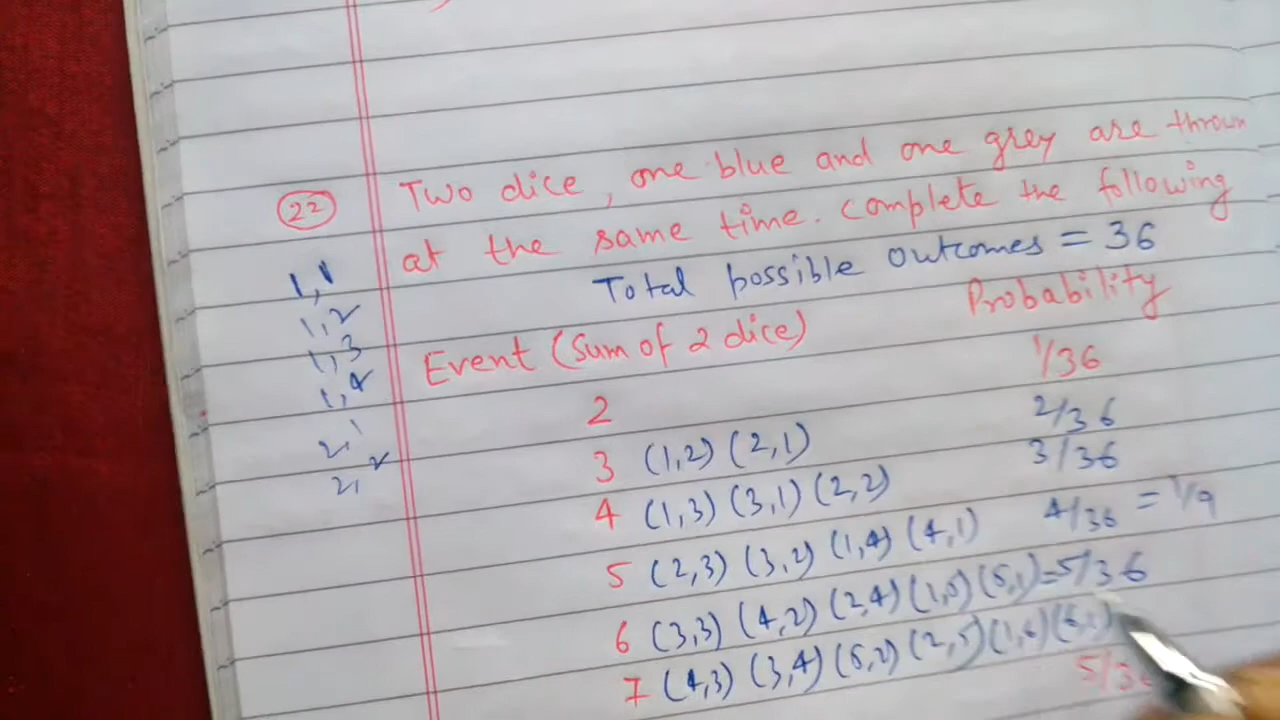 22 Two dice, one blue and one grey are thrown
at the same time. Complete the following
Total possible outcomes = 36
Event (Sum of 2 dice) Probability
2 1/36
3 (1,2) (2,1) 2/36
4 (1,3) (3,1) (2,2) 3/36
5 (2,3) (3,2) (1,4) (4,1) 4/36 = 1/9
6 (3,3) (4,2) (2,4) (1,5) (5,1) = 5/36
7 (4,3) (3,4) (5,2) (2,5) (1,6) (6,1)
1,1
1,2
1,3
1,4
2,1
2,2